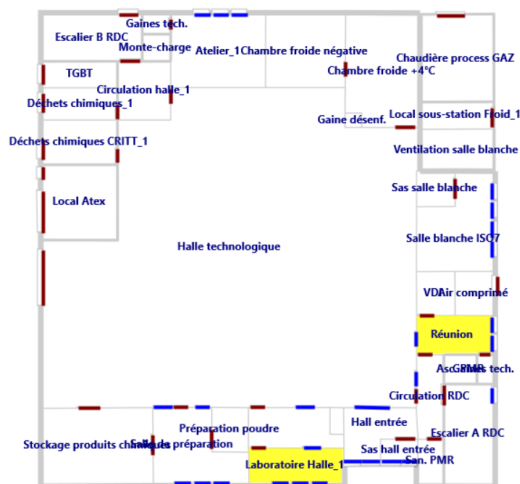 Gaines tech.
Escalier B RDC
Monte-charge
Atelier_1
Chambre froide négative
Chaudière process GAZ
TGBT
Chambre froide +4°C
Circulation halle_1
Déchets chimiques_1
Gaine désenf.
Local sous-station Froid_1
Déchets chimiques CRITT_1
Ventilation salle blanche
Sas salle blanche
Local Atex
Salle blanche ISO7
Halle technologique
VDI
Air comprimé
Réunion
Asc. PMR
Gaines tech.
Circulation RDC
Hall entrée
Préparation poudre
Escalier A RDC
Stockage produits chimiques
Salle de préparation
Sas hall entrée
San. PMR
Laboratoire Halle_1